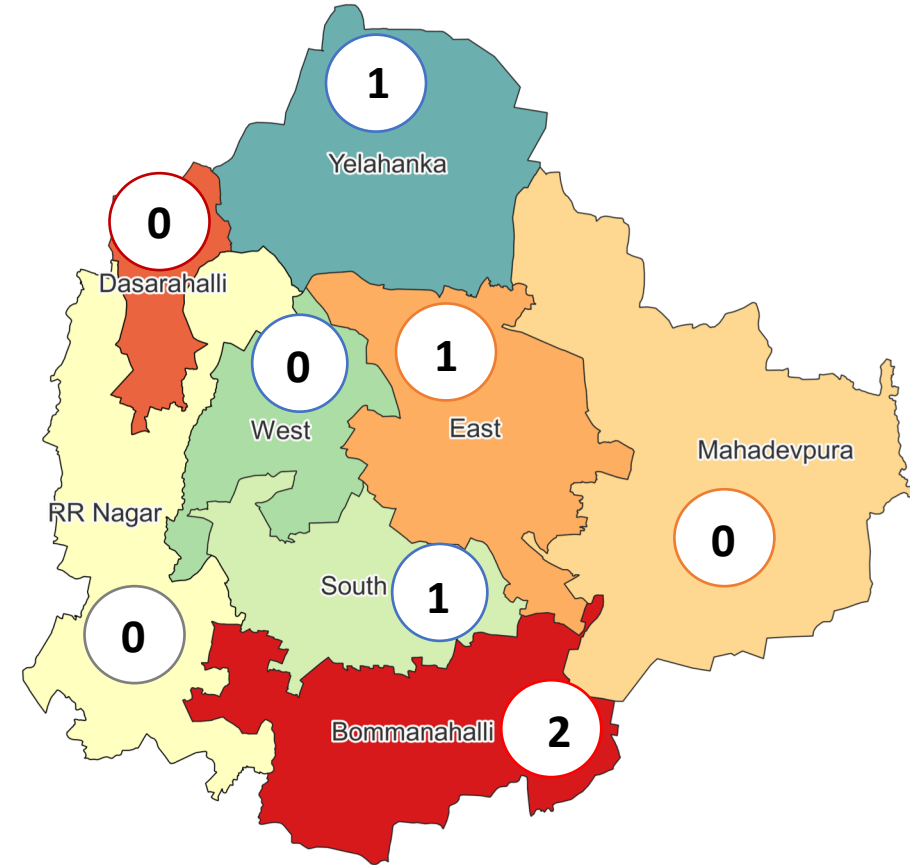 1
Yelahanka
0
Dasarahalli
0
West
1
East
Mahadevpura
0
RR Nagar
0
South
1
Bommanahalli
2